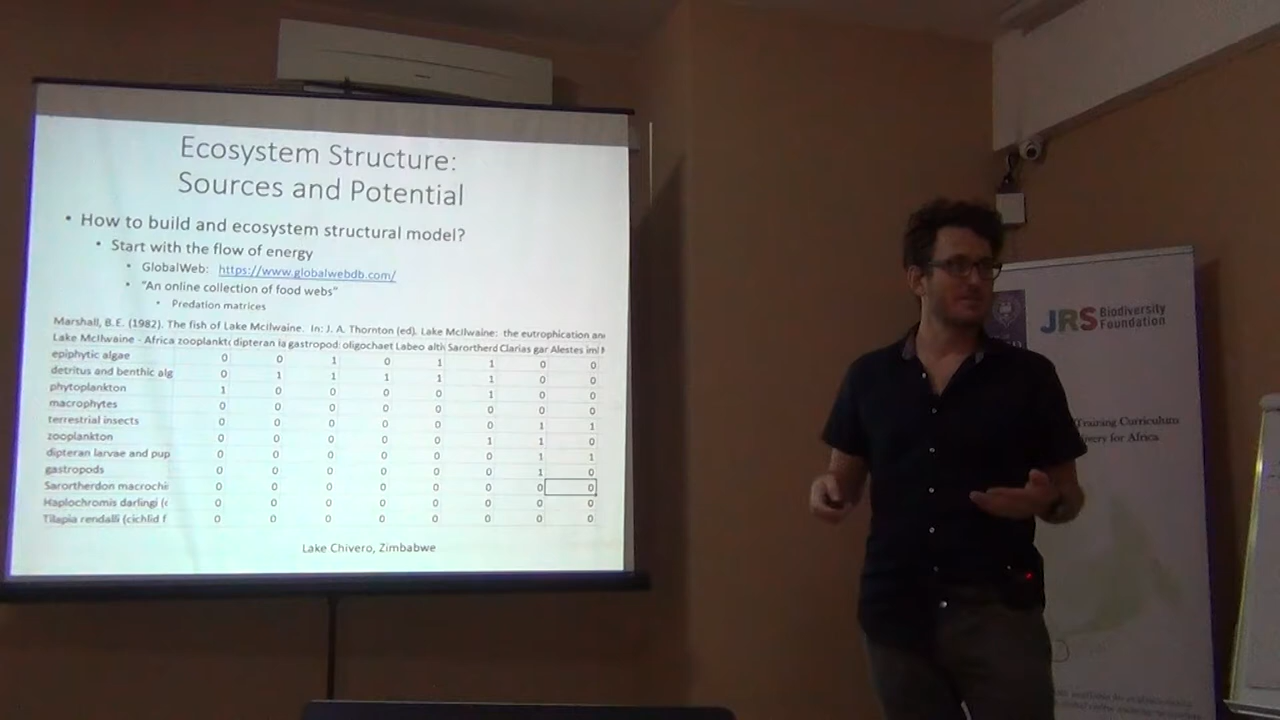 Ecosystem Structure:
Sources and Potential
• How to build and ecosystem structural model?
• Start with the flow of energy
• GlobalWeb: https://www.globalwebdb.com/
• "An online collection of food webs"
• Predation matrices
Marshall, B.E. (1982). The fish of Lake McIlwaine. In: J. A. Thornton (ed). Lake McIlwaine: the eutrophication an
Lake McIlwaine - Africa zooplankt dipteran la gastropod oligochaet Labeo alti Sarortherd Clarias gar Alestes iml
epiphytic algae 0 0 1 0 1 1 0 0
detritus and benthic alg 0 1 1 1 1 1 0 0
phytoplankton 1 0 0 0 0 1 0 0
macrophytes 0 0 0 0 0 0 0 0
terrestrial insects 0 0 0 0 0 0 1 1
zooplankton 0 0 0 0 0 1 1 0
dipteran larvae and pup 0 0 0 0 0 0 1 1
gastropods 0 0 0 0 0 0 1 0
Sarortherdon macrochi 0 0 0 0 0 0 0 0
Haplochromis darlingi (c 0 0 0 0 0 0 0 0
Tilapia rendalli (cichlid f 0 0 0 0 0 0 0 0
Lake Chivero, Zimbabwe
JRS Biodiversity
Foundation
Training Curriculum
for Africa